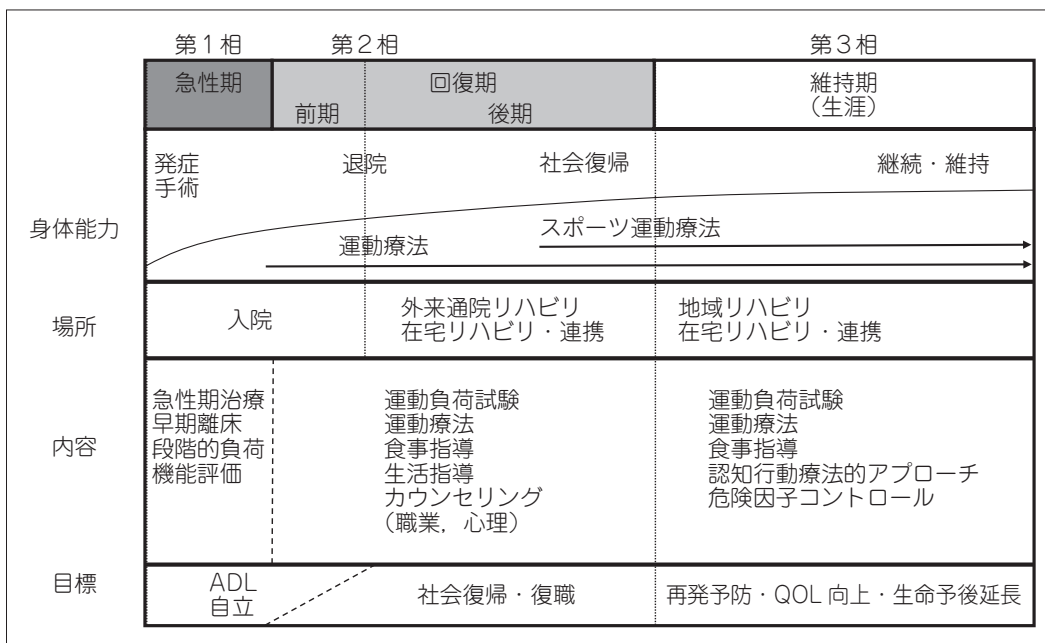 第1相
第2相
第3相
急性期
回復期
前期
後期
維持期
(生涯)
発症
手術
退院
社会復帰
継続・維持
身体能力
スポーツ運動療法
運動療法
場所
入院
外来通院リハビリ
在宅リハビリ・連携
地域リハビリ
在宅リハビリ・連携
内容
急性期治療
早期離床
段階的負荷
機能評価
運動負荷試験
運動療法
食事指導
生活指導
カウンセリング
(職業,心理)
運動負荷試験
運動療法
食事指導
認知行動療法的アプローチ
危険因子コントロール
目標
ADL
自立
社会復帰・復職
再発予防・QOL 向上・生命予後延長